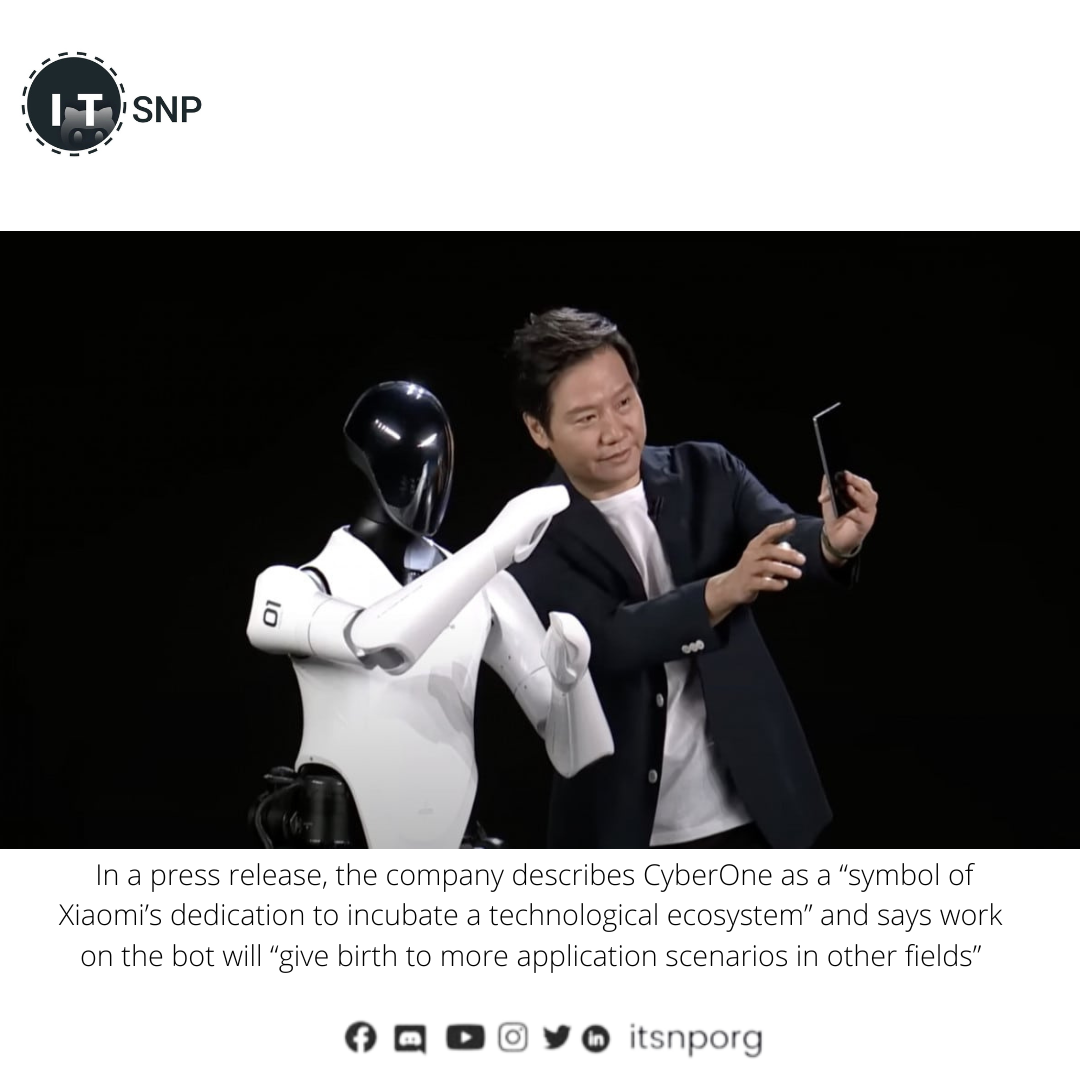 IT SNP
01
In a press release, the company describes CyberOne as a “symbol of
Xiaomi’s dedication to incubate a technological ecosystem” and says work
on the bot will “give birth to more application scenarios in other fields”
itsnporg